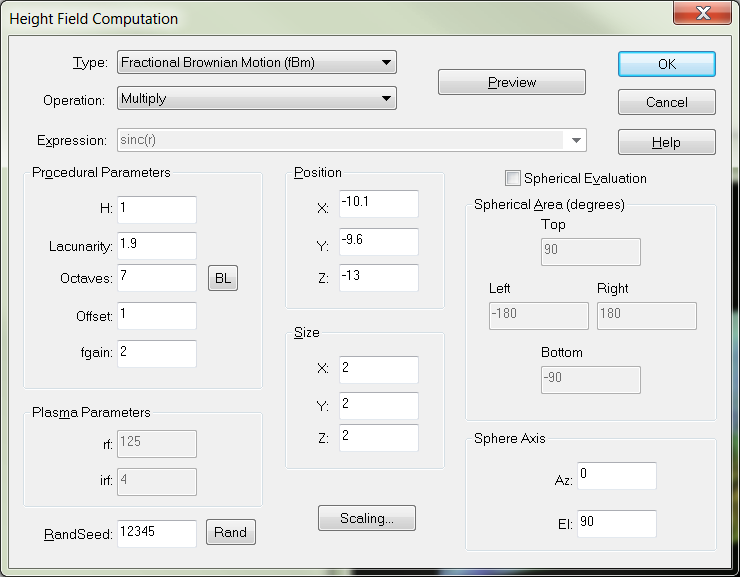 Height Field Computation
Type: Fractional Brownian Motion (fBm)
Operation: Multiply
Expression: sinc(r)
Preview
OK
Cancel
Help
Procedural Parameters
H: 1
Lacunarity: 1.9
Octaves: 7 BL
Offset: 1
fgain: 2
Plasma Parameters
rf: 125
irf: 4
RandSeed: 12345 Rand
Position
X: -10.1
Y: -9.6
Z: -13
Size
X: 2
Y: 2
Z: 2
Scaling...
Spherical Evaluation
Spherical Area (degrees)
Top
90
Left Right
-180 180
Bottom
-90
Sphere Axis
Az: 0
El: 90